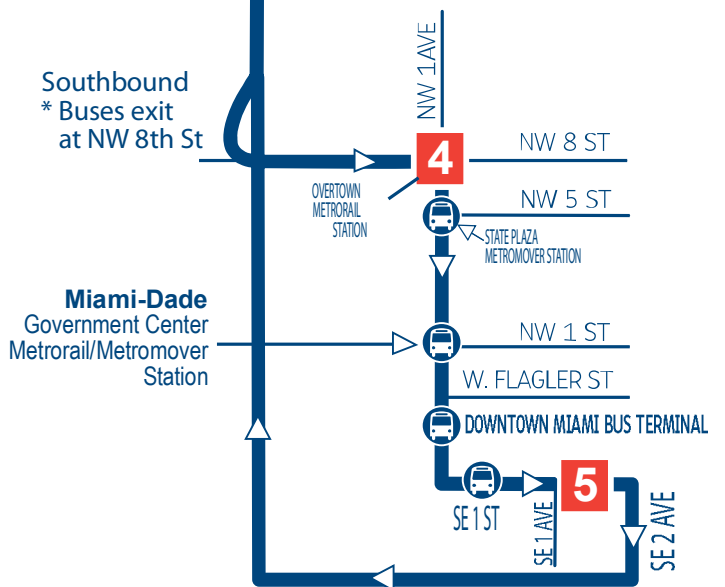 NW 1AVE
Southbound
* Buses exit
at NW 8th St
4
NW 8 ST
OVERTOWN
METRORAIL
STATION
NW 5 ST
STATE PLAZA
METROMOVER STATION
Miami-Dade
Government Center
Metrorail/Metromover
Station
NW 1 ST
W. FLAGLER ST
DOWNTOWN MIAMI BUS TERMINAL
5
SE 1 ST
SE 1 AVE
SE 2 AVE